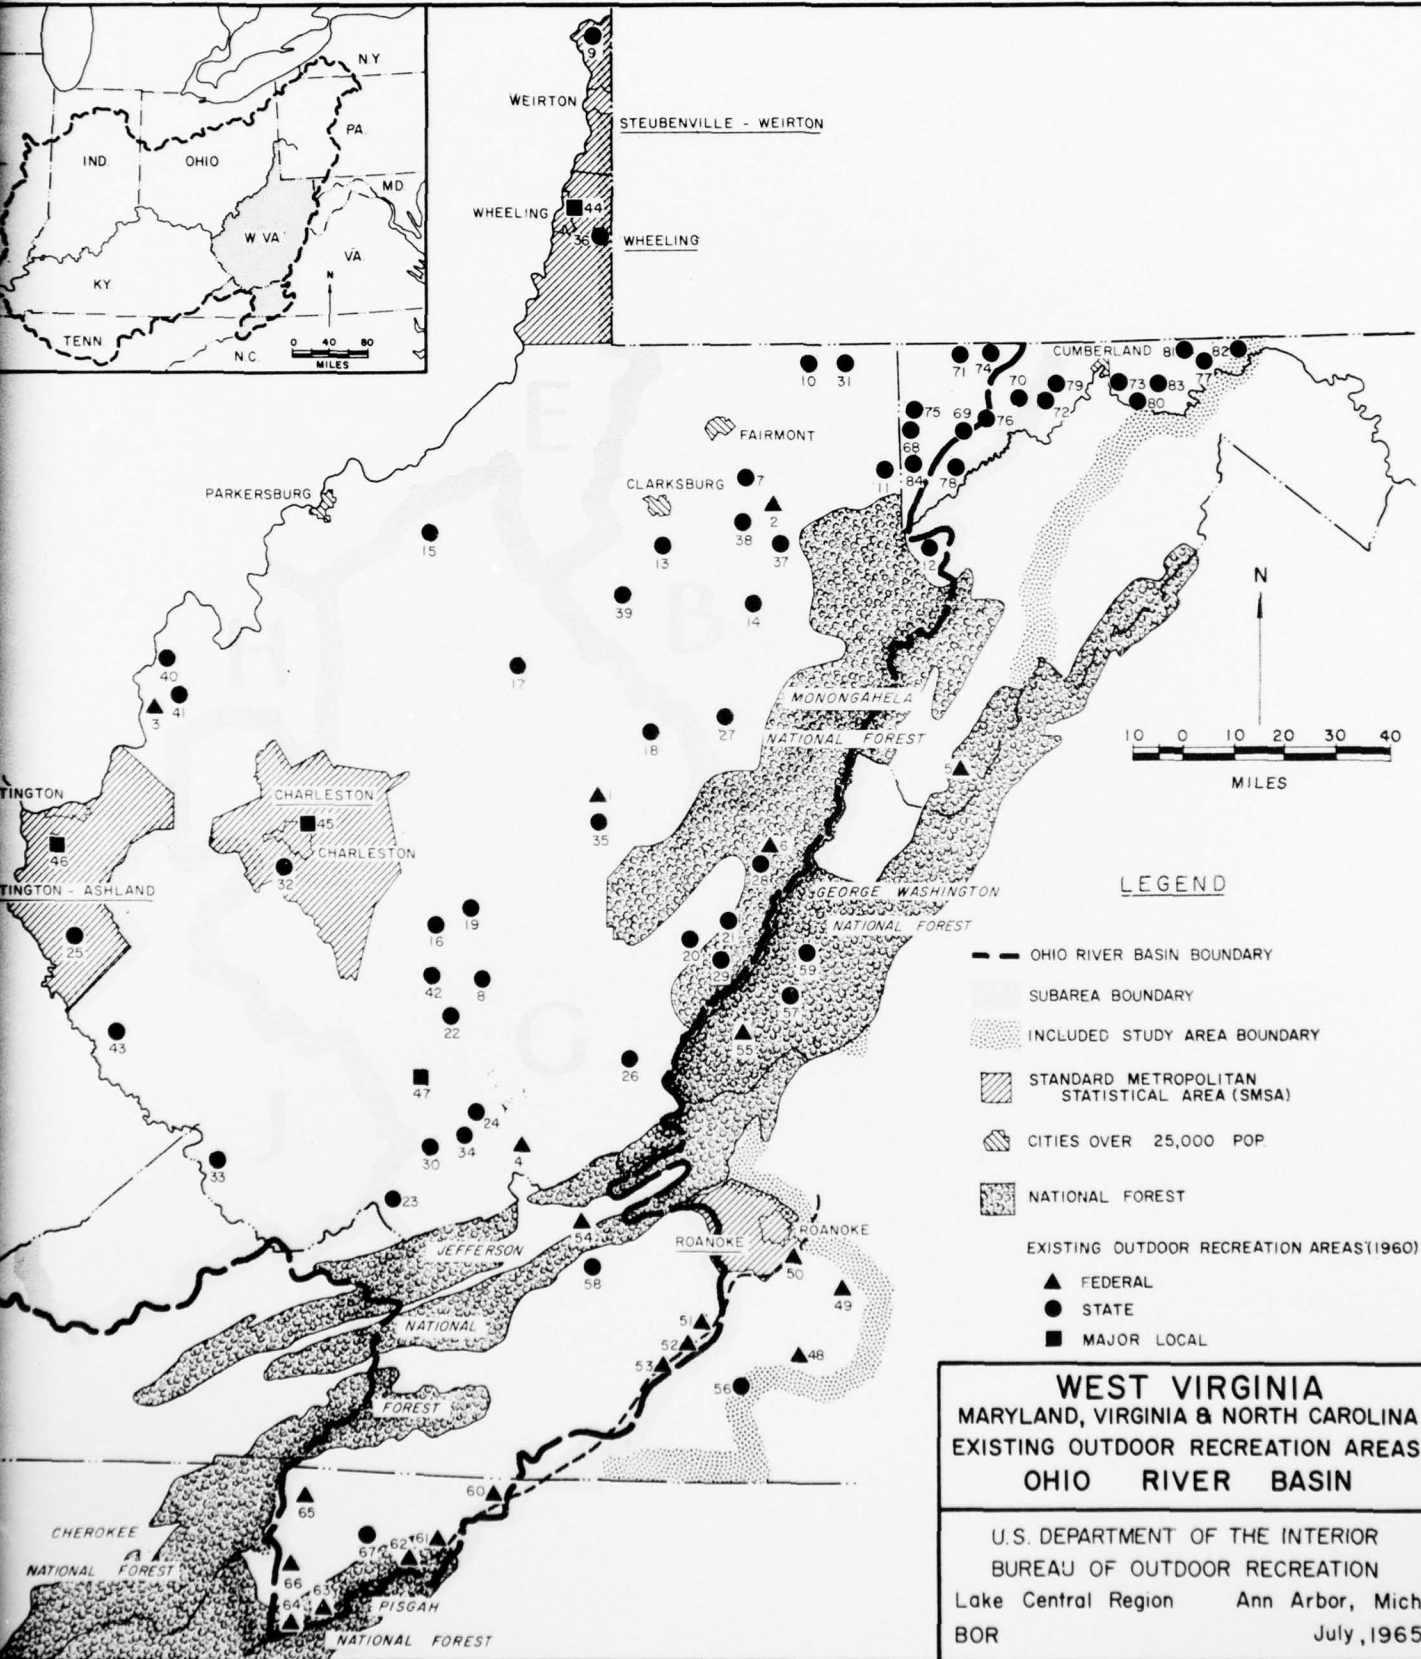 N.Y.
PA.
IND.
OHIO
MD.
W. VA.
VA.
KY.
N
TENN
N.C.
0 40 80
MILES
9
WEIRTON
STEUBENVILLE - WEIRTON
WHEELING
44
36
WHEELING
10
31
71
74
CUMBERLAND
81
82
77
70
79
72
73
83
80
75
69
76
68
FAIRMONT
84
78
11
7
CLARKSBURG
2
PARKERSBURG
38
37
15
13
12
39
14
E
B
H
G
J
N
40
41
3
17
18
27
MONONGAHELA
NATIONAL FOREST
5
10 0 10 20 30 40
MILES
TINGTON
CHARLESTON
45
46
CHARLESTON
32
1
35
6
28
TINGTON - ASHLAND
25
GEORGE WASHINGTON
NATIONAL FOREST
19
16
21
20
29
59
42
8
22
57
43
55
26
47
24
34
30
4
33
23
LEGEND
OHIO RIVER BASIN BOUNDARY
SUBAREA BOUNDARY
INCLUDED STUDY AREA BOUNDARY
STANDARD METROPOLITAN
STATISTICAL AREA (SMSA)
CITIES OVER 25,000 POP.
NATIONAL FOREST
EXISTING OUTDOOR RECREATION AREAS (1960)
FEDERAL
STATE
MAJOR LOCAL
JEFFERSON
54
58
ROANOKE
ROANOKE
50
49
NATIONAL
51
52
53
48
56
FOREST
60
65
CHEROKEE
NATIONAL FOREST
67
62
61
66
63
64
PISGAH
NATIONAL FOREST
WEST VIRGINIA
MARYLAND, VIRGINIA & NORTH CAROLINA
EXISTING OUTDOOR RECREATION AREAS
OHIO RIVER BASIN
U.S. DEPARTMENT OF THE INTERIOR
BUREAU OF OUTDOOR RECREATION
Lake Central Region Ann Arbor, Mich
BOR July, 1965